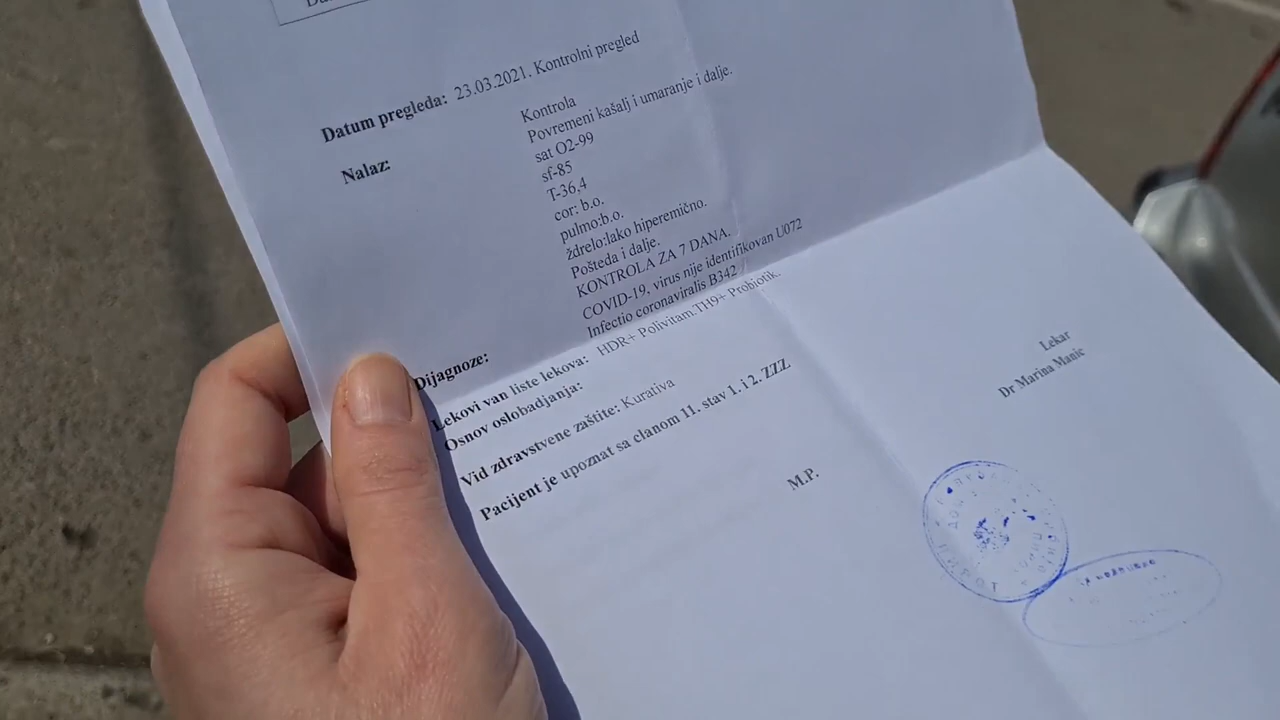 Datum pregleda: 23.03.2021. Kontrolni pregled
Nalaz:
Kontrola
Povremeni kašalj i umaranje i dalje.
sat O2-99
sf-85
T-36,4
cor: b.o.
pulmo:b.o.
ždrelo:lako hiperemično.
Pošteda i dalje.
KONTROLA ZA 7 DANA.
Dijagnoze:
COVID-19, virus nije identifikovan U072
Infectio coronaviralis B342
Lekovi van liste lekova: HDR+ Polivitam.TH9+ Probiotik.
Osnov oslobadjanja:
Vid zdravstvene zaštite: Kurativa
Pacijent je upoznat sa clanom 11. stav 1. i 2. ZZZ
M.P.
Lekar
Dr Marina Manic